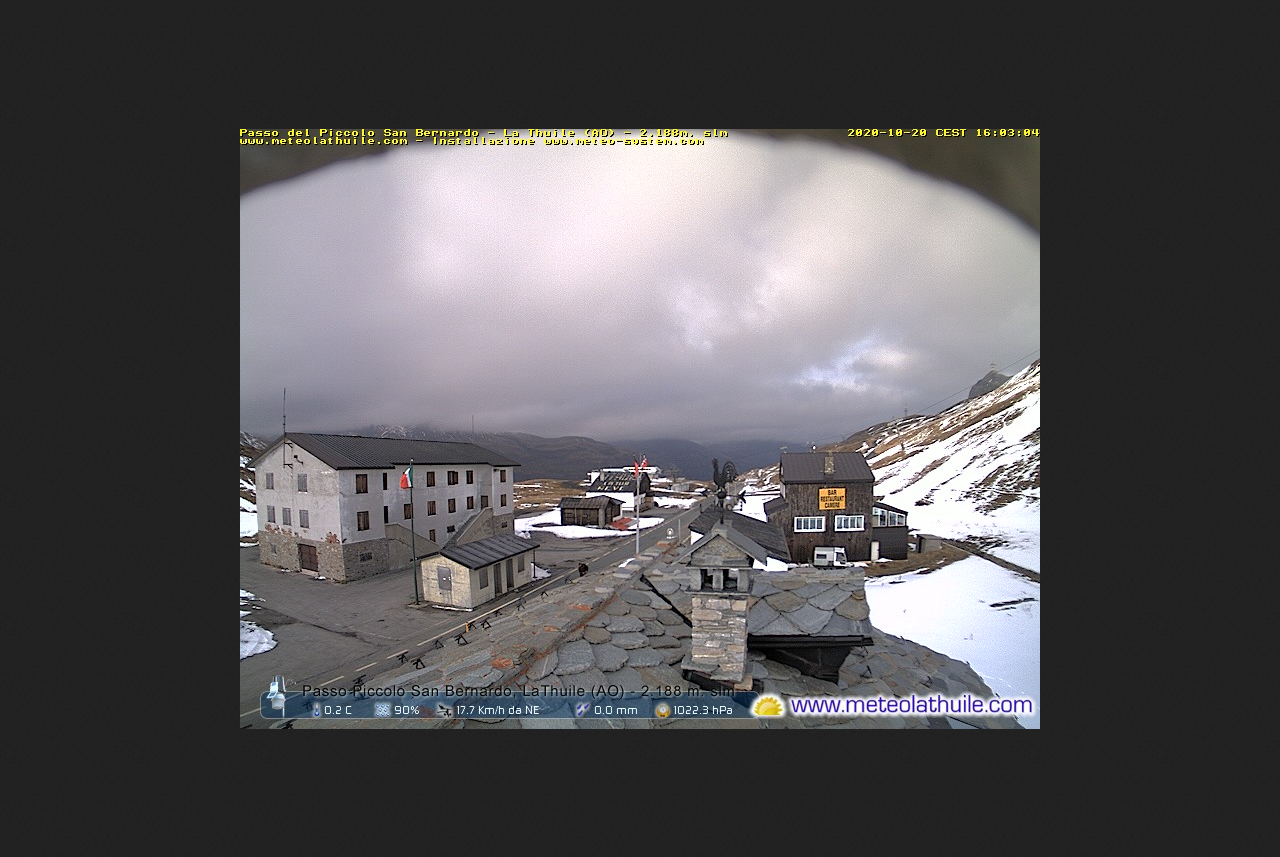 Passo del Piccolo San Bernardo - La Thuile (AO) - 2.188m. slm
2020-10-20 CEST 16:03:04
www.meteolathuile.com - Installazione www.meteo-system.com
BAR
RESTAURANT
CAMERE
Passo Piccolo San Bernardo, LaThuile (AO) - 2.188 m. slm
0.2 C 90% 17.7 Km/h da NE 0.0 mm 1022.3 hPa
www.meteolathuile.com